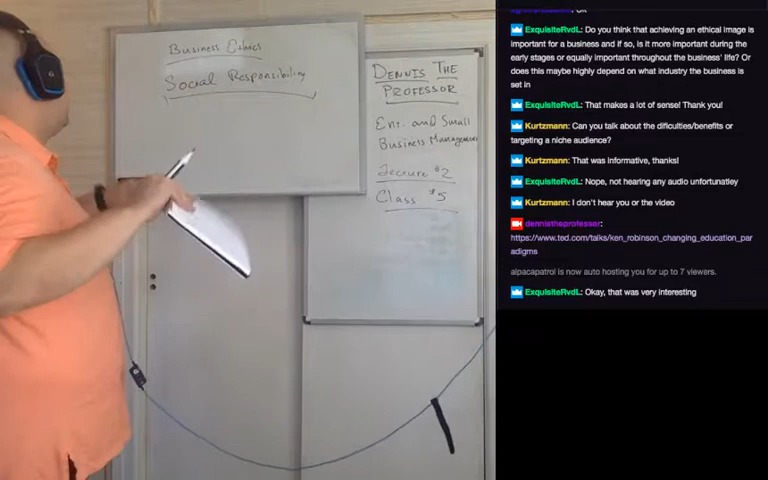 Business Ethics
Social Responsibility
DENNIS THE
PROFESSOR
Ent. and Small
Business Management
Lecture #2
Class #5
ExquisiteRvdL: Do you think that achieving an ethical image is
important for a business and if so, is it more important during the
early stages or equally important throughout the business' life? Or
does this maybe highly depend on what industry the business is
set in
ExquisiteRvdL: That makes a lot of sense! Thank you!
Kurtzmann: Can you talk about the dificulties/benefits or
targeting a niche audience?
Kurtzmann: That was informative, thanks!
ExquisiteRvdL: Nope, not hearing any audio unfortunatley
Kurtzmann: I don't hear you or the video
dennistheprofessor:
https://www.ted.com/talks/ken_robinson_changing_education_par
adigms
alpacapatrol is now auto hosting you for up to 7 viewers.
ExquisiteRvdL: Okay, that was very interesting